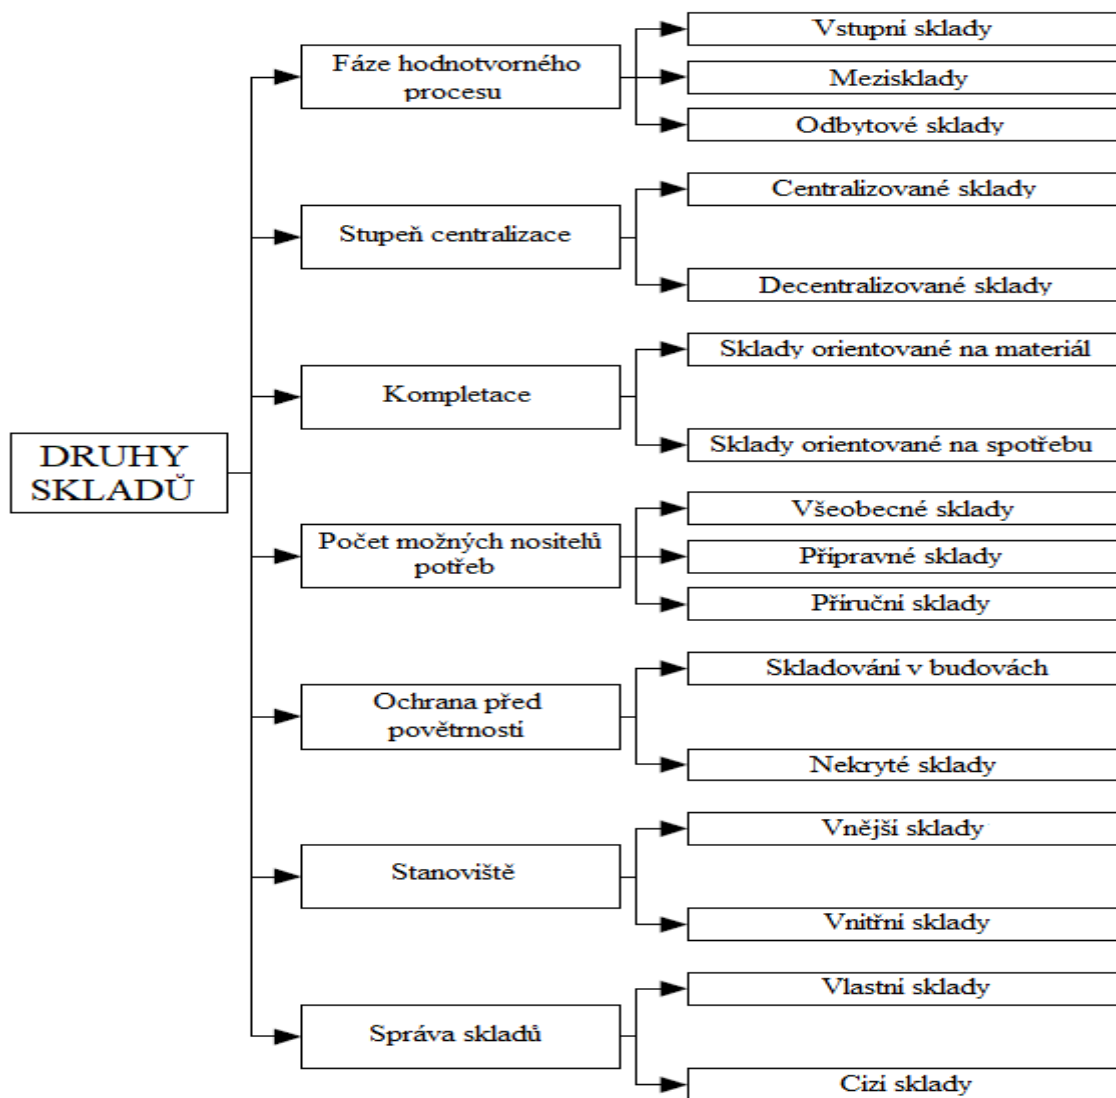 DRUHY
SKLADŮ
Fáze hodnotvorného
procesu
Vstupní sklady
Mezisklady
Odbytové sklady
Stupeň centralizace
Centralizované sklady
Decentralizované sklady
Kompletace
Sklady orientované na materiál
Sklady orientované na spotřebu
Počet možných nositelů
potřeb
Všeobecné sklady
Přípravné sklady
Příruční sklady
Ochrana před
povětrností
Skladování v budovách
Nekryté sklady
Stanoviště
Vnější sklady
Vnitřní sklady
Správa skladů
Vlastní sklady
Cizí sklady